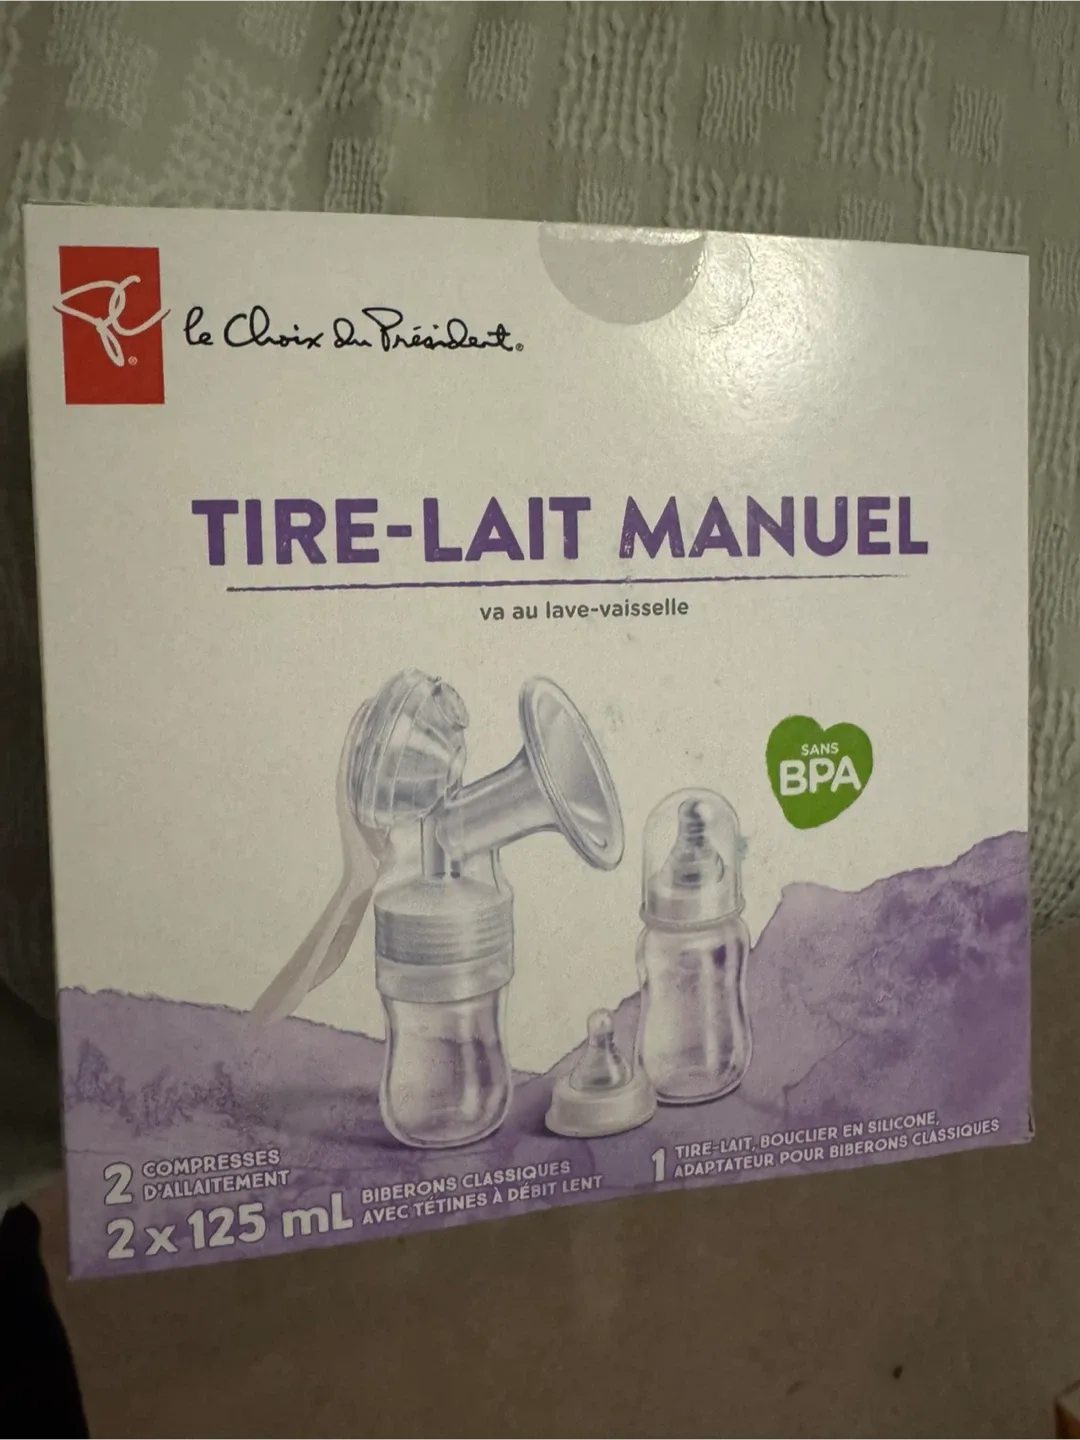 PC®
le Choix du Président®
TIRE-LAIT MANUEL
va au lave-vaisselle
SANS
BPA
2 COMPRESSES
D'ALLAITEMENT
2 x 125 mL BIBERONS CLASSIQUES
AVEC TÉTINES À DÉBIT LENT
1 TIRE-LAIT, BOUCLIER EN SILICONE,
ADAPTATEUR POUR BIBERONS CLASSIQUES